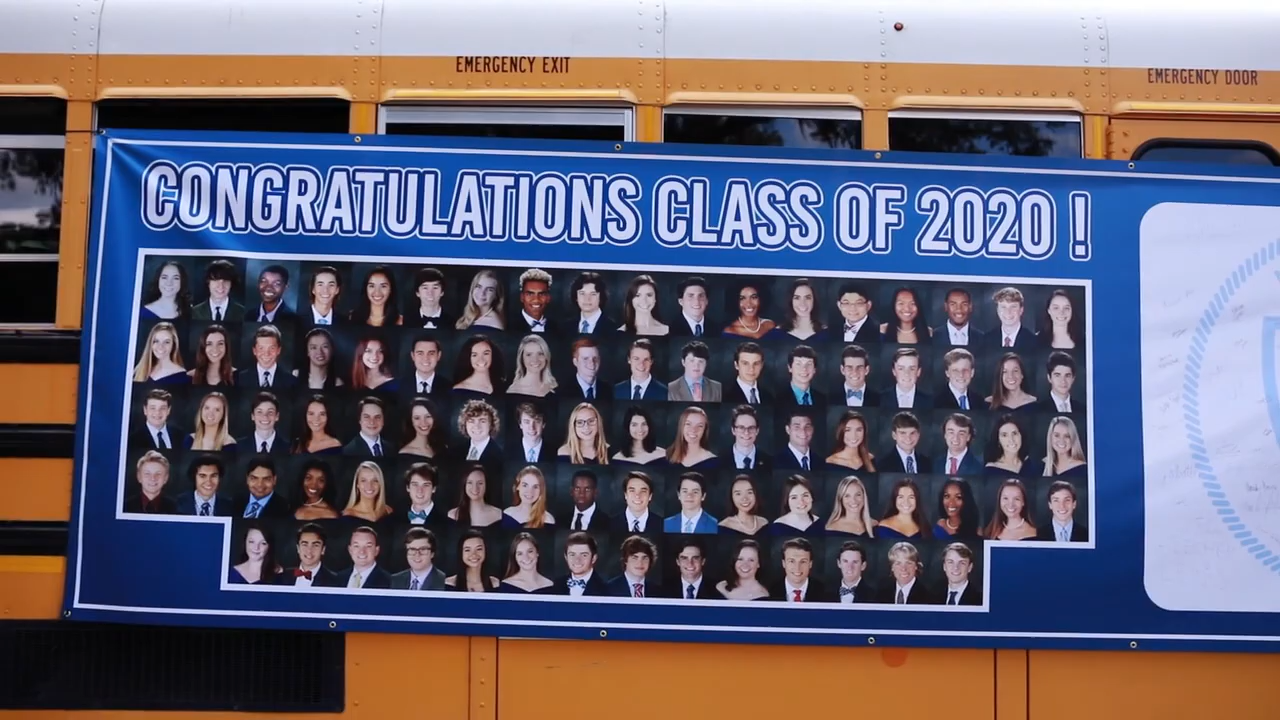 EMERGENCY EXIT
EMERGENCY DOOR
CONGRATULATIONS CLASS OF 2020 !